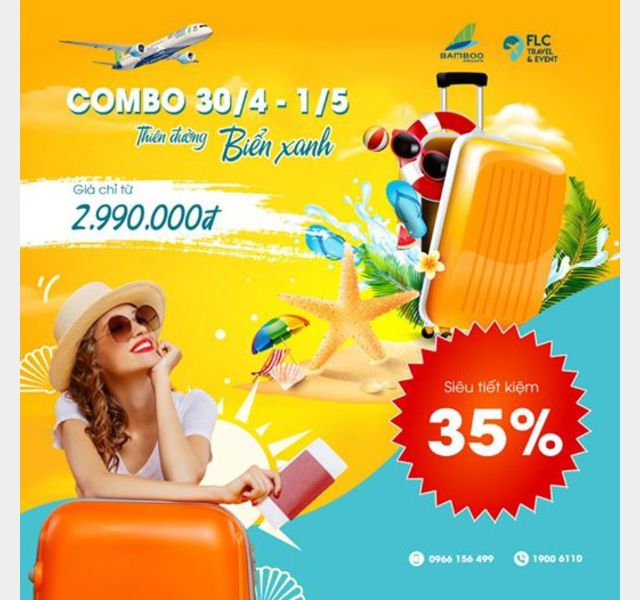 BAMBOO
AIRWAYS
FLC
TRAVEL
& EVENT
COMBO 30/4 - 1/5
Thiên đường Biển xanh
Giá chỉ từ
2.990.000đ
Siêu tiết kiệm
35%
0966 156 499 1900 6110